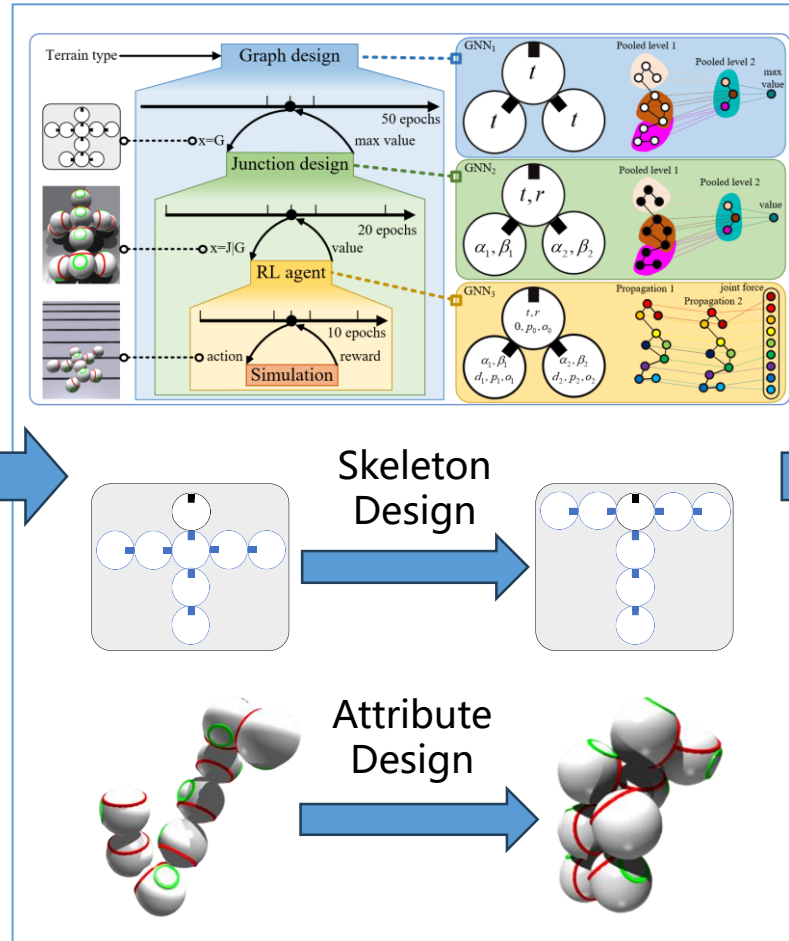 Terrain type
Graph design
50 epochs
x=G
max value
Junction design
20 epochs
x=J|G
value
RL agent
10 epochs
action
reward
Simulation
GNN₁
t
t
t
Pooled level 1
Pooled level 2
max
value
GNN₂
t, r
α₁, β₁
α₂, β₂
Pooled level 1
Pooled level 2
value
GNN₃
t, r
0, p₀, o₀
α₁, β₁
d₁, p₁, o₁
α₂, β₂
d₂, p₂, o₂
Propagation 1
Propagation 2
joint force
Skeleton
Design
Attribute
Design